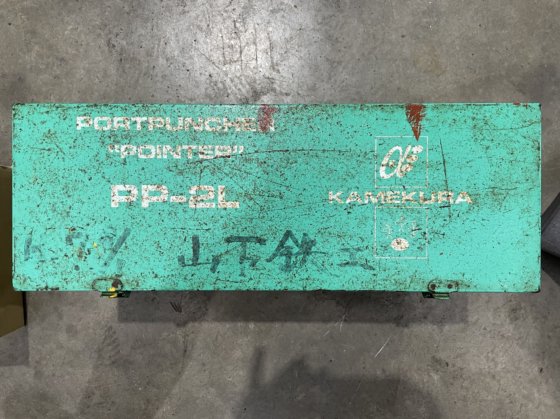 PORTPUNCHER
"POINTER"
PP-2L
KAMEKURA
山下鉄工